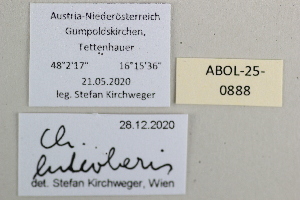 Austria-Niederösterreich
Gumpoldskirchen,
Tettenhauer
48°2'17" 16°15'36"
21.05.2020
leg. Stefan Kirchweger
ABOL-25-
0888
28.12.2020
Ch.
det. Stefan Kirchweger, Wien